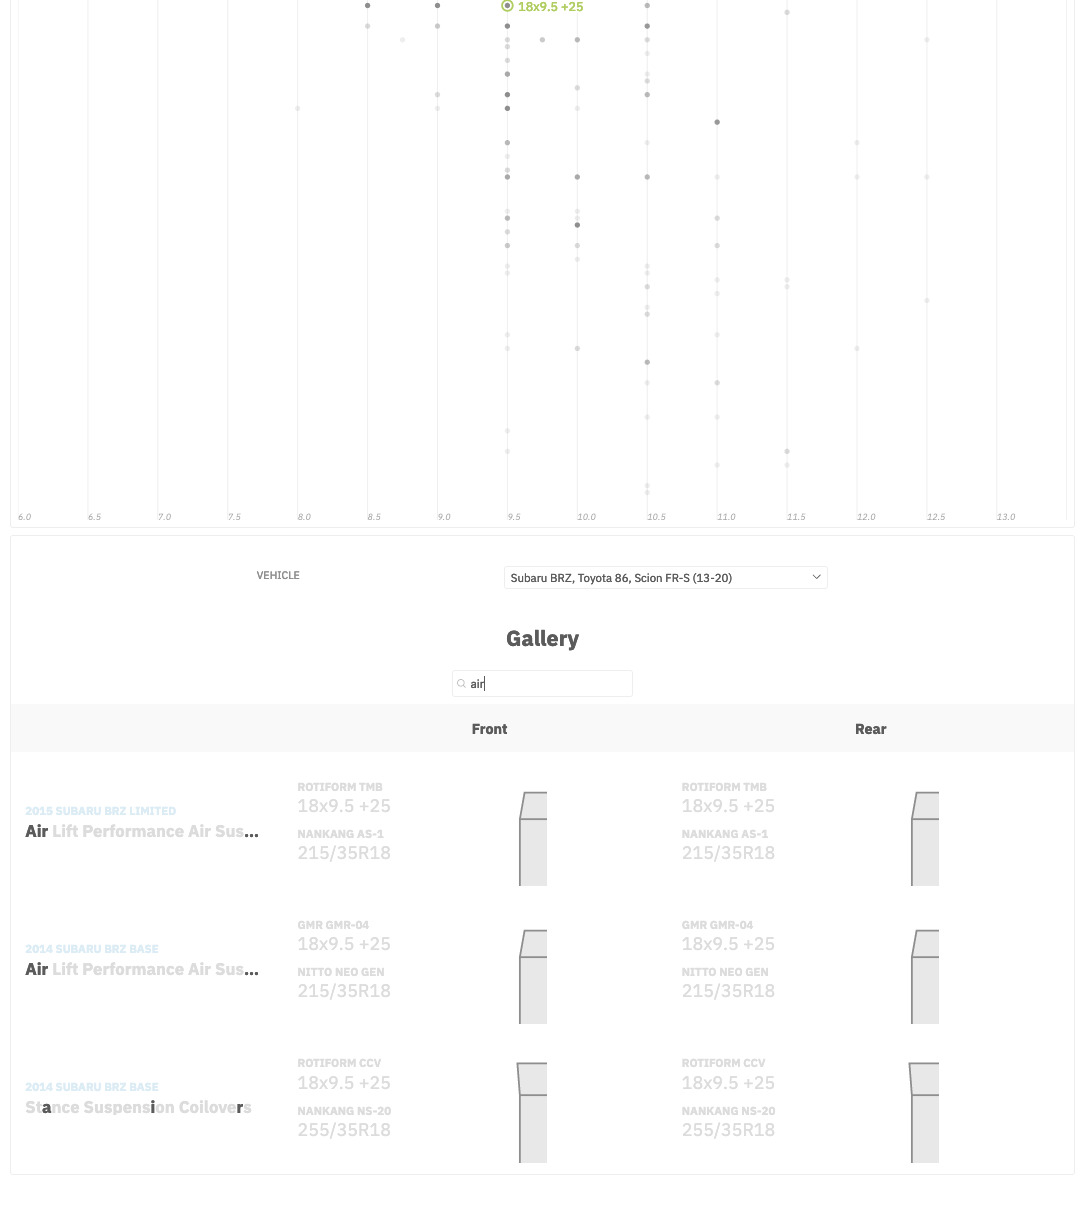 18x9.5 +25
6.0 6.5 7.0 7.5 8.0 8.5 9.0 9.5 10.0 10.5 11.0 11.5 12.0 12.5 13.0
VEHICLE
Subaru BRZ, Toyota 86, Scion FR-S (13-20)
Gallery
air
Front Rear
2015 SUBARU BRZ LIMITED
Air Lift Performance Air Sus...
ROTIFORM TMB
18x9.5 +25
NANKANG AS-1
215/35R18
ROTIFORM TMB
18x9.5 +25
NANKANG AS-1
215/35R18
2014 SUBARU BRZ BASE
Air Lift Performance Air Sus...
GMR GMR-04
18x9.5 +25
NITTO NEO GEN
215/35R18
GMR GMR-04
18x9.5 +25
NITTO NEO GEN
215/35R18
2014 SUBARU BRZ BASE
Stance Suspension Coilovers
ROTIFORM CCV
18x9.5 +25
NANKANG NS-20
255/35R18
ROTIFORM CCV
18x9.5 +25
NANKANG NS-20
255/35R18